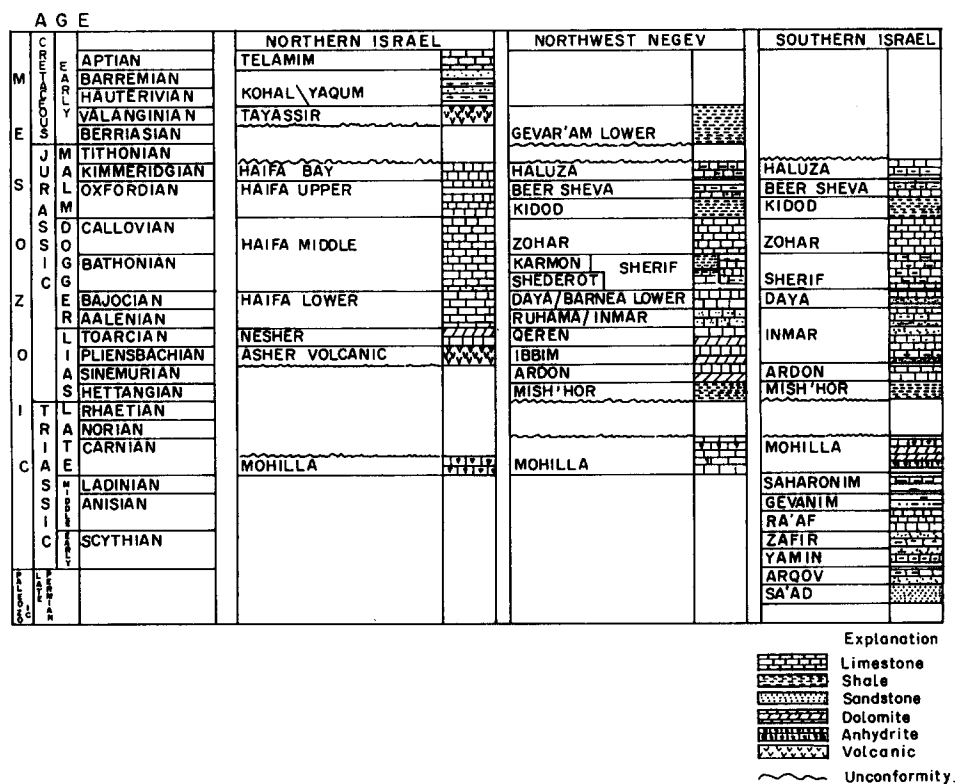 A G E
NORTHERN ISRAEL NORTHWEST NEGEV SOUTHERN ISRAEL
MESOZOIC
CRETACEOUS
EARLY
APTIAN TELAMIM
BARREMIAN
HAUTERIVIAN KOHAL\YAQUM
VALANGINIAN TAYASSIR
BERRIASIAN GEVAR'AM LOWER
JURASSIC
MALM
TITHONIAN
KIMMERIDGIAN HAIFA BAY HALUZA HALUZA
OXFORDIAN HAIFA UPPER BEER SHEVA BEER SHEVA
KIDOD KIDOD
DOGGER
CALLOVIAN HAIFA MIDDLE ZOHAR ZOHAR
BATHONIAN KARMON SHERIF SHERIF
SHEDEROT
BAJOCIAN HAIFA LOWER DAYA/BARNEA LOWER DAYA
AALENIAN RUHAMA/INMAR INMAR
LIAS
TOARCIAN NESHER QEREN
PLIENSBACHIAN ASHER VOLCANIC IBBIM
SINEMURIAN ARDON ARDON
HETTANGIAN MISH'HOR MISH'HOR
TRIASSIC
LATE
RHAETIAN
NORIAN
CARNIAN MOHILLA MOHILLA MOHILLA
MIDDLE
LADINIAN SAHARONIM
ANISIAN GEVANIM
RA'AF
EARLY
SCYTHIAN ZAFIR
YAMIN
PALEOZOIC
LATE PERMIAN
ARQOV
SA'AD
Explanation
Limestone
Shale
Sandstone
Dolomite
Anhydrite
Volcanic
Unconformity.